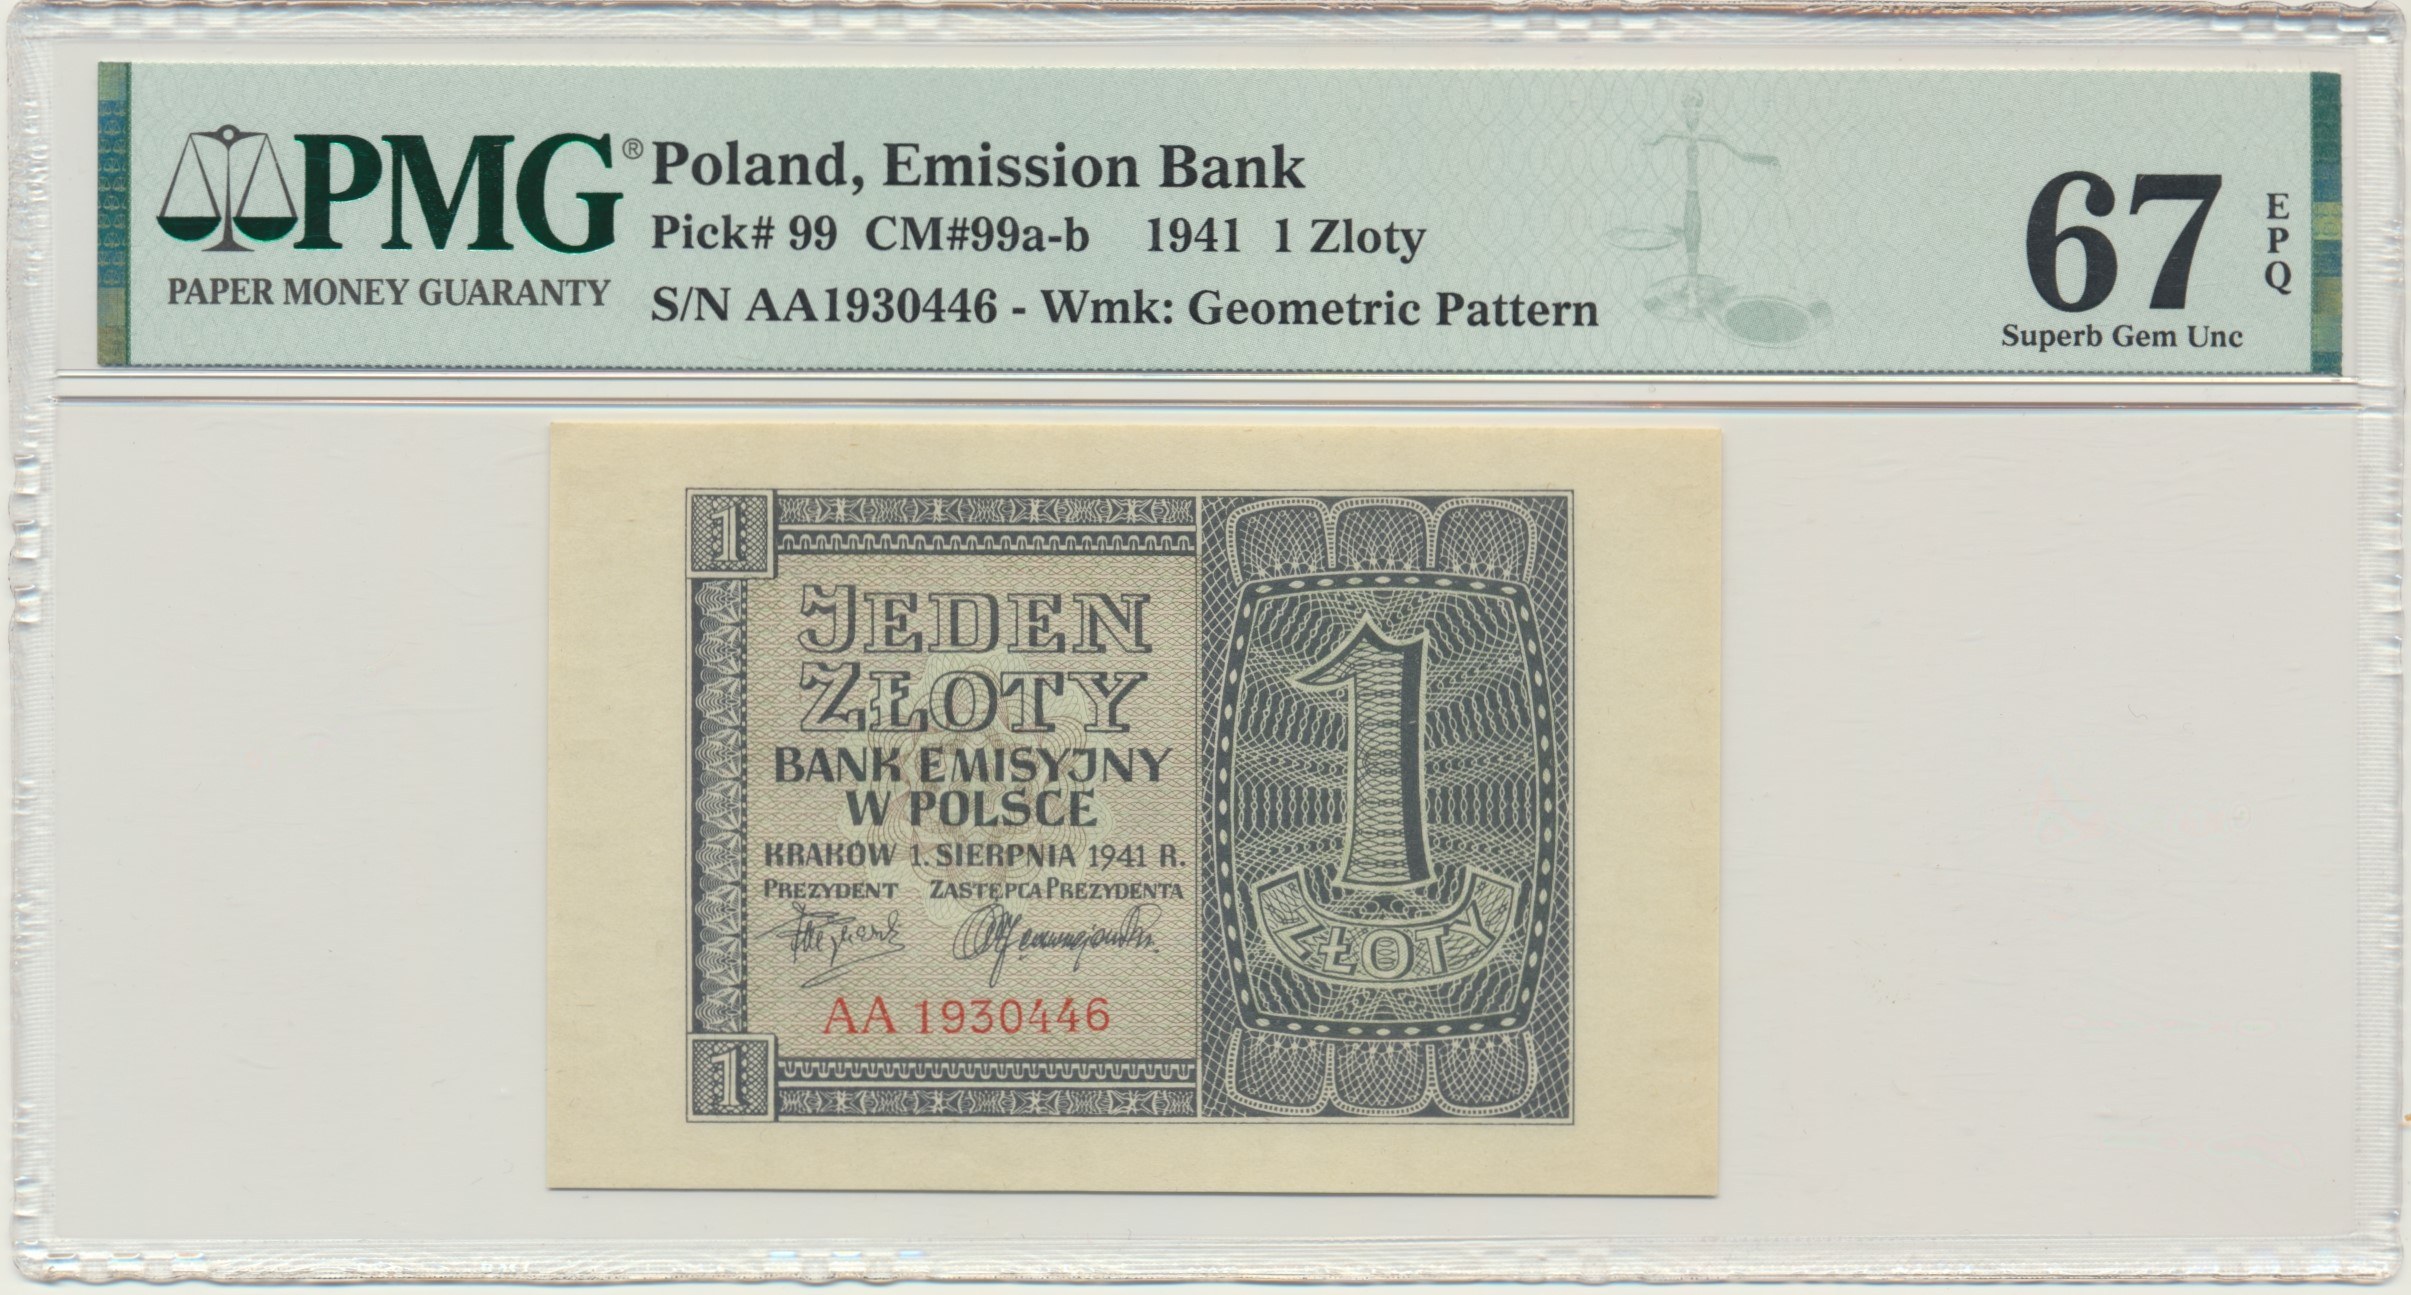 PMG®
PAPER MONEY GUARANTY
Poland, Emission Bank
Pick# 99 CM#99a-b 1941 1 Zloty
S/N AA1930446 - Wmk: Geometric Pattern
67
EPQ
Superb Gem Unc
1
JEDEN
ZŁOTY
BANK EMISYJNY
W POLSCE
KRAKÓW 1. SIERPNIA 1941 R.
PREZYDENT ZASTĘPCA PREZYDENTA
AA 1930446
1
1
ZŁOTY